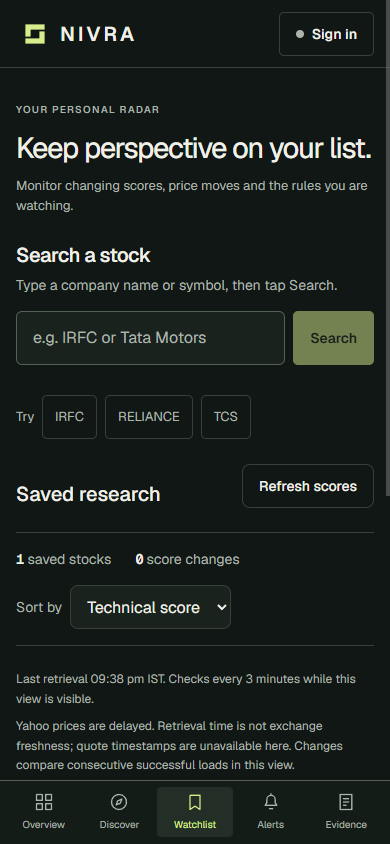 NIVRA
Sign in
YOUR PERSONAL RADAR
Keep perspective on your list.
Monitor changing scores, price moves and the rules you are
watching.
Search a stock
Type a company name or symbol, then tap Search.
e.g. IRFC or Tata Motors
Search
Try
IRFC
RELIANCE
TCS
Saved research
Refresh scores
1 saved stocks
0 score changes
Sort by
Technical score
Last retrieval 09:38 pm IST. Checks every 3 minutes while this
view is visible.
Yahoo prices are delayed. Retrieval time is not exchange
freshness; quote timestamps are unavailable here. Changes
compare consecutive successful loads in this view.
Overview
Discover
Watchlist
Alerts
Evidence